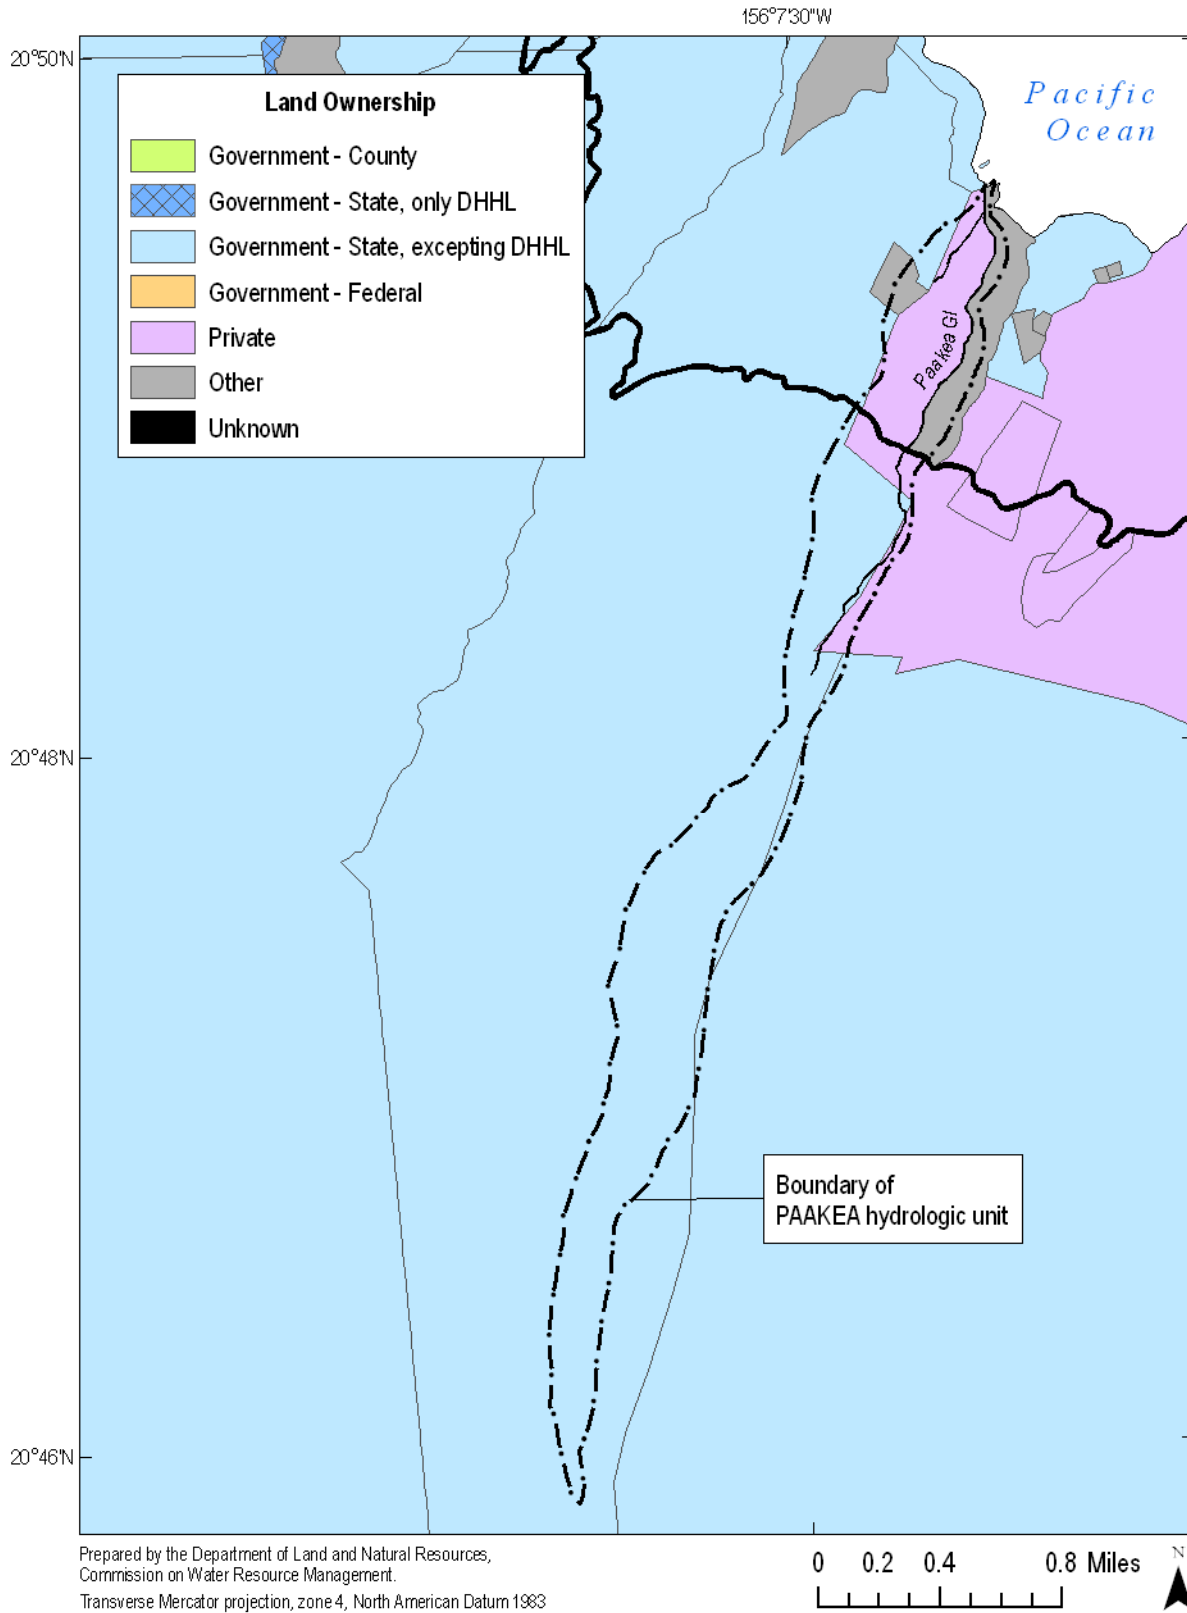 156°7'30"W
20°50'N
Pacific
Ocean
Land Ownership
Government - County
Government - State, only DHHL
Government - State, excepting DHHL
Government - Federal
Private
Other
Unknown
Paakea Gl
20°48'N
Boundary of
PAAKEA hydrologic unit
20°46'N
Prepared by the Department of Land and Natural Resources,
Commission on Water Resource Management.
Transverse Mercator projection, zone 4, North American Datum 1983
0 0.2 0.4 0.8 Miles
N